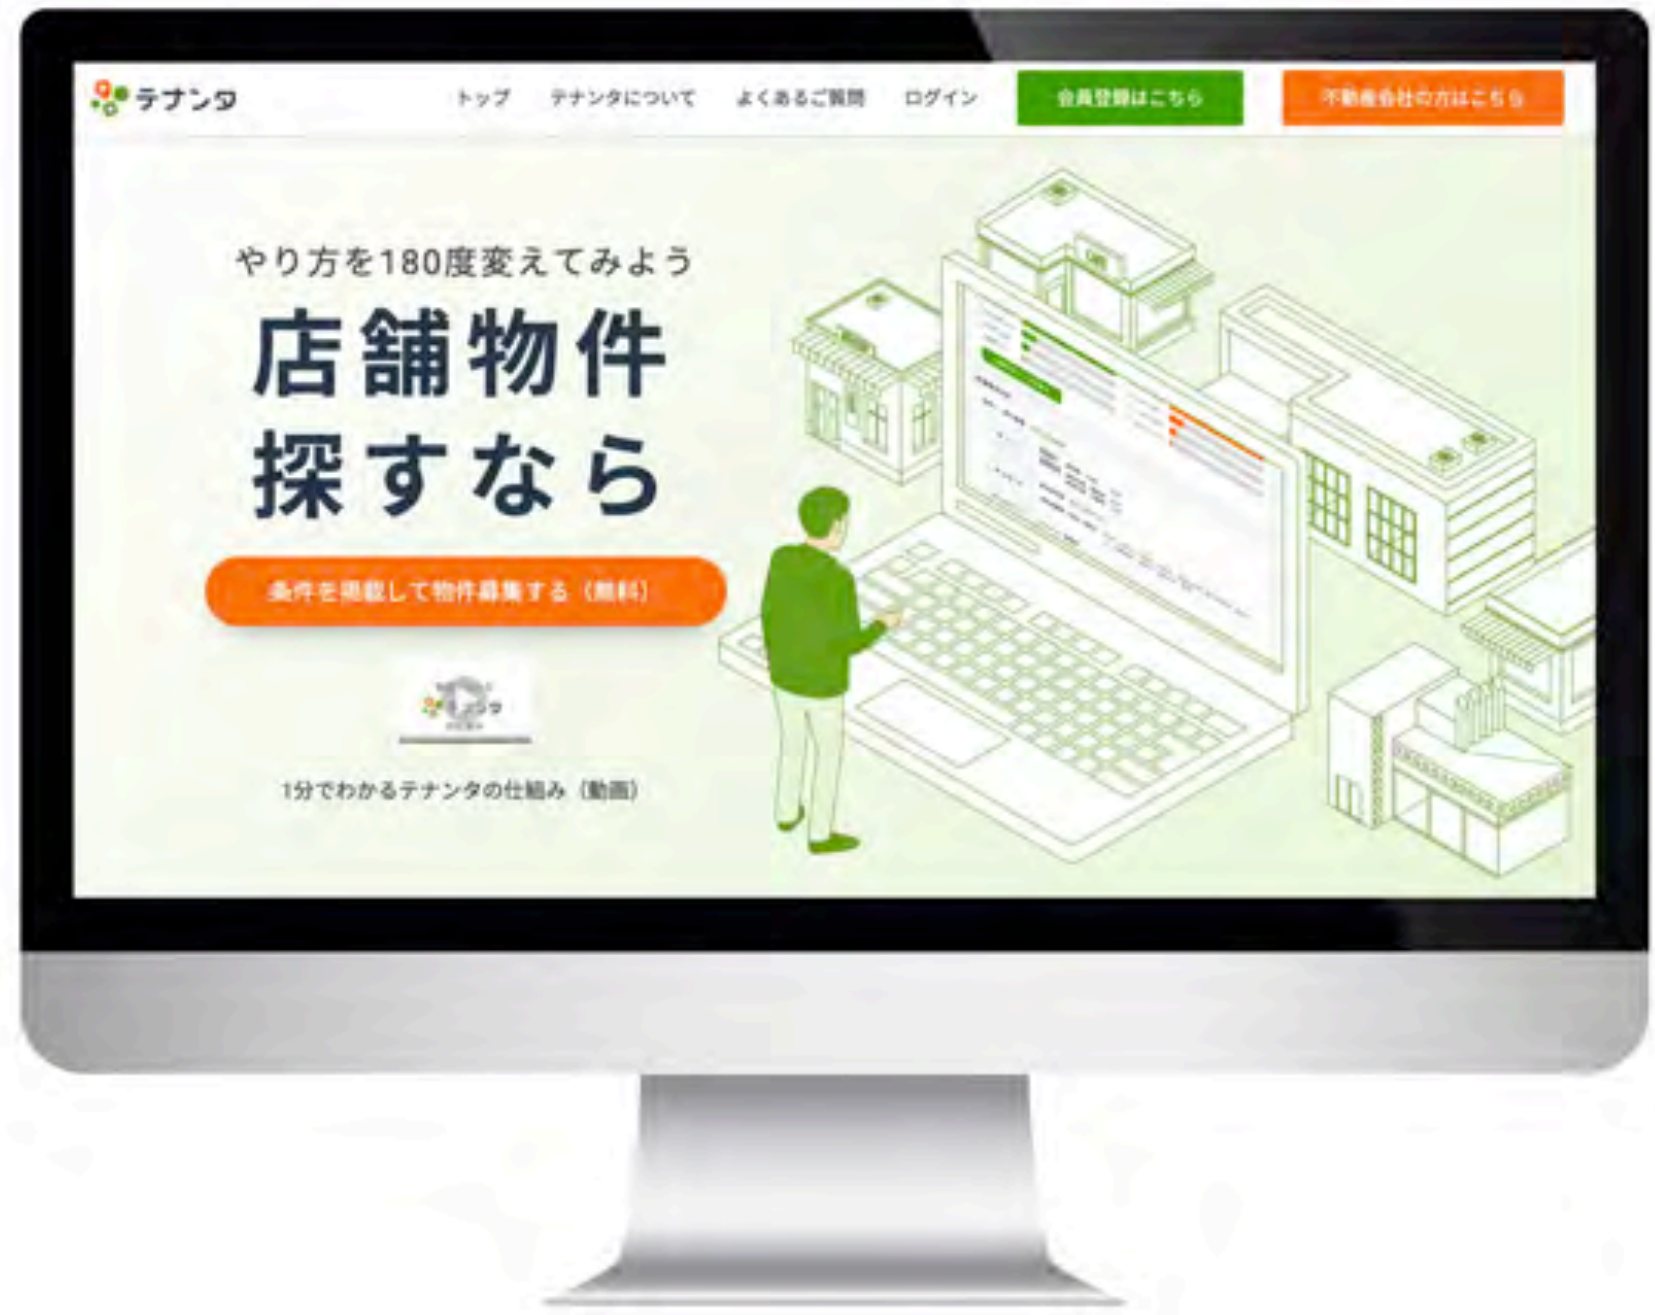 テナンタ
トップ
テナンタについて
よくあるご質問
ログイン
会員登録はこちら
不動産会社の方はこちら
やり方を180度変えてみよう
店舗物件
探すなら
条件を掲載して物件募集する（無料）
1分でわかるテナンタの仕組み（動画）